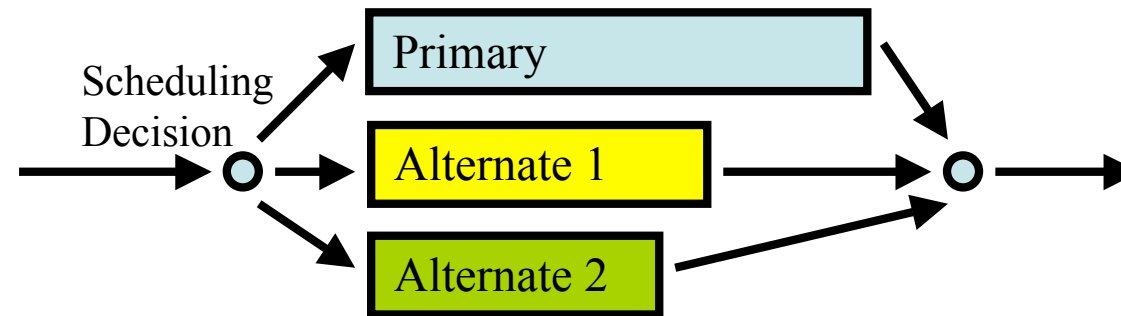 Primary
Scheduling
Decision
Alternate 1
Alternate 2